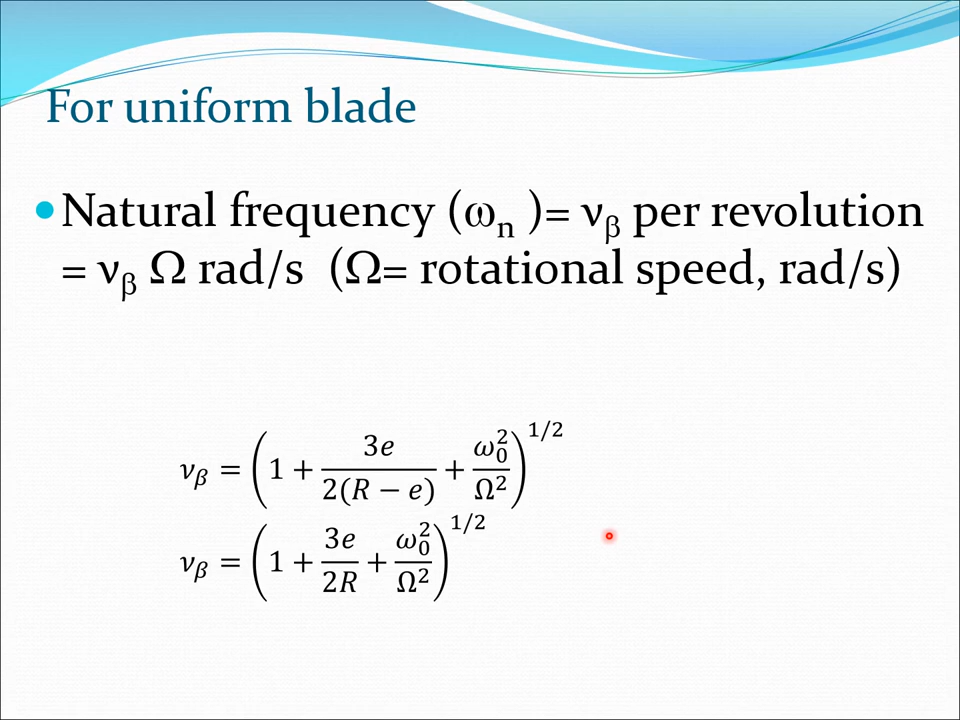 For uniform blade
Natural frequency (ωₙ )= ν_β per revolution
= ν_β Ω rad/s (Ω= rotational speed, rad/s)
ν_β = (1 + 3e/2(R − e) + ω₀²/Ω²)^1/2
ν_β = (1 + 3e/2R + ω₀²/Ω²)^1/2